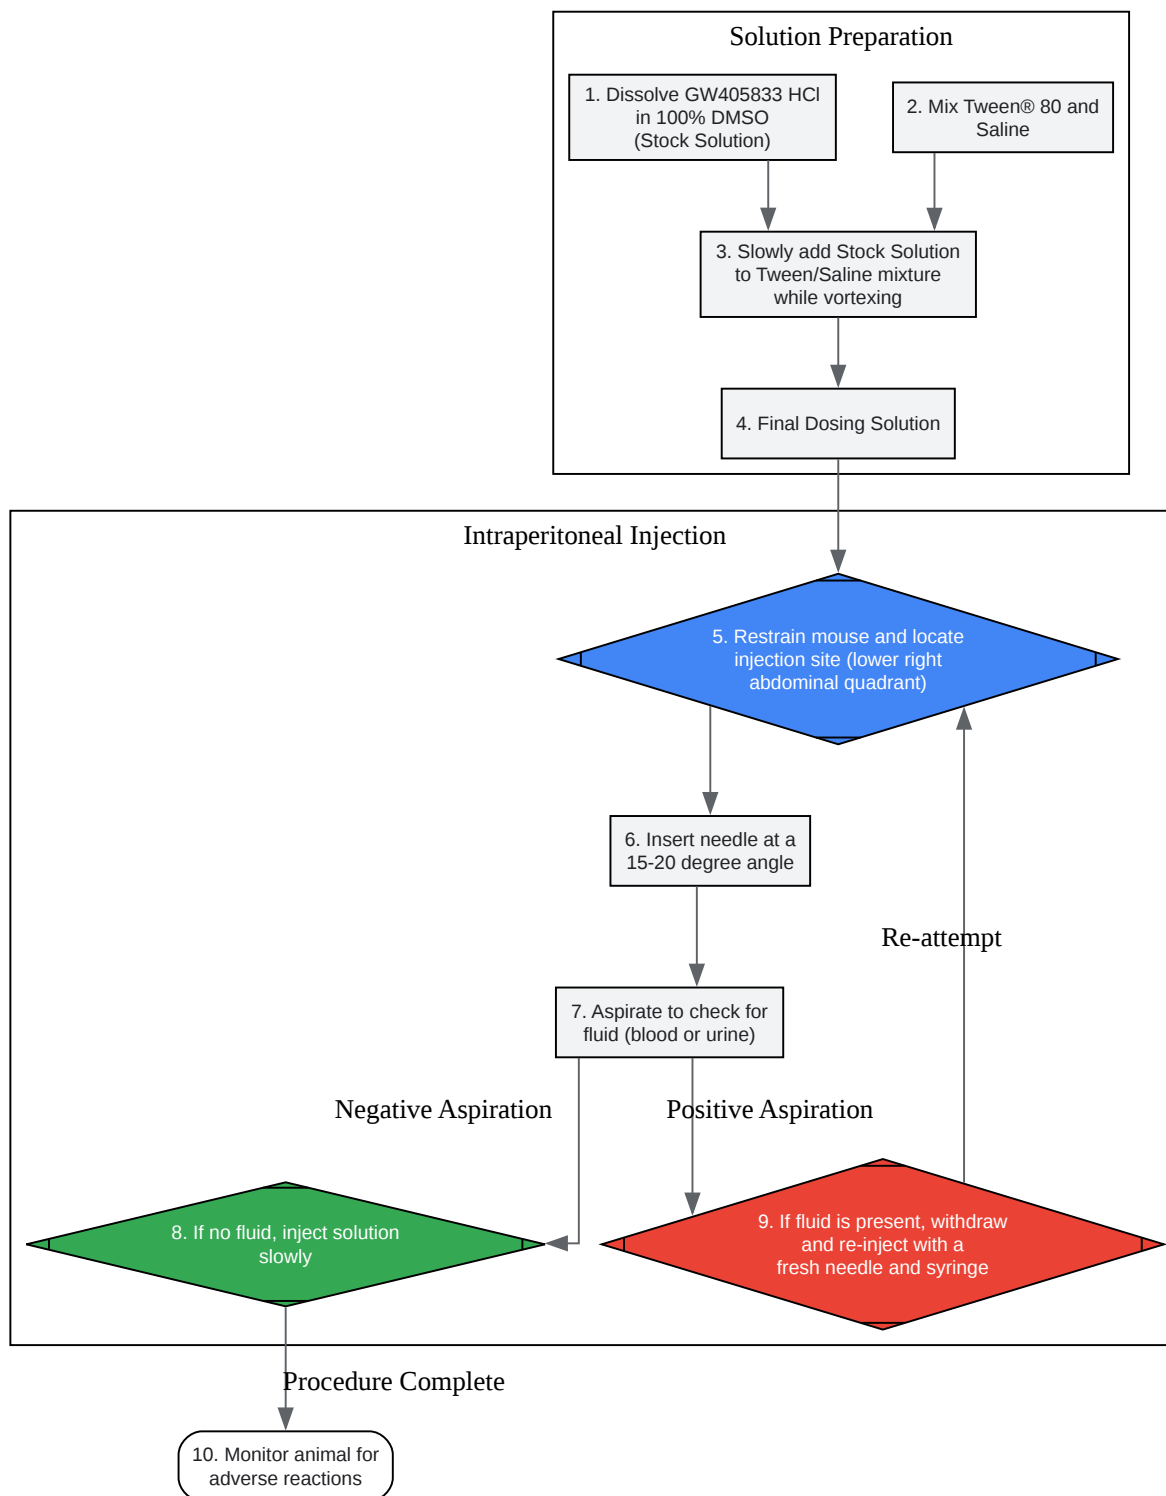 Solution Preparation
1. Dissolve GW405833 HCl
in 100% DMSO
(Stock Solution)
2. Mix Tween® 80 and
Saline
3. Slowly add Stock Solution
to Tween/Saline mixture
while vortexing
4. Final Dosing Solution
Intraperitoneal Injection
5. Restrain mouse and locate
injection site (lower right
abdominal quadrant)
6. Insert needle at a
15-20 degree angle
Re-attempt
7. Aspirate to check for
fluid (blood or urine)
Negative Aspiration
Positive Aspiration
8. If no fluid, inject solution
slowly
9. If fluid is present, withdraw
and re-inject with a
fresh needle and syringe
Procedure Complete
10. Monitor animal for
adverse reactions